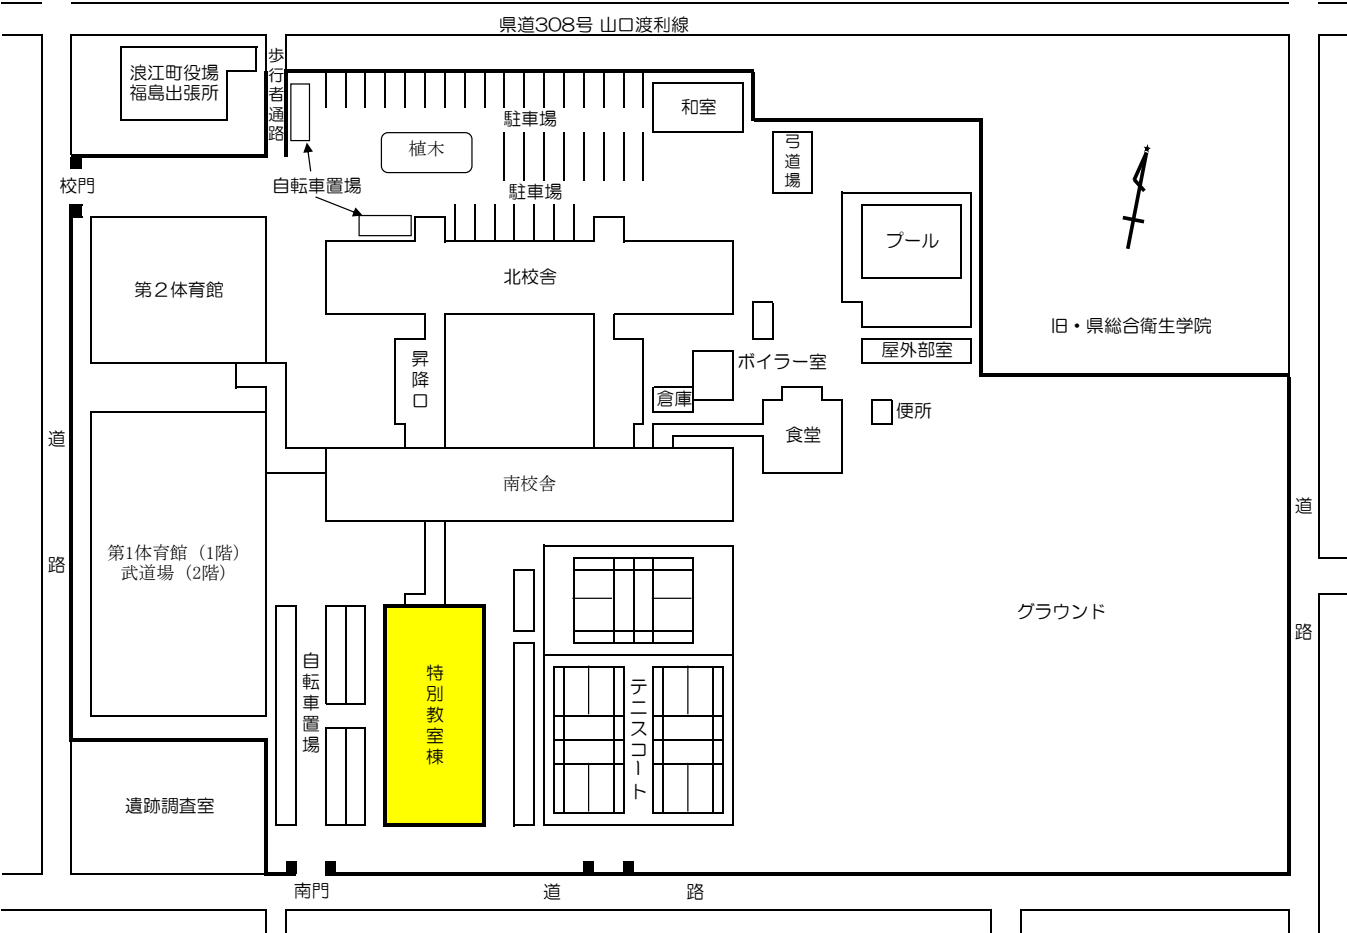 県道308号 山口渡利線
浪江町役場
福島出張所
歩行者通路
駐車場
和室
植木
弓道場
校門
自転車置場
駐車場
プール
北校舎
第2体育館
旧・県総合衛生学院
屋外部室
ボイラー室
昇降口
倉庫
便所
食堂
道路
南校舎
道路
第1体育館（1階）
武道場（2階）
グラウンド
自転車置場
特別教室棟
テニスコート
遺跡調査室
南門
道路